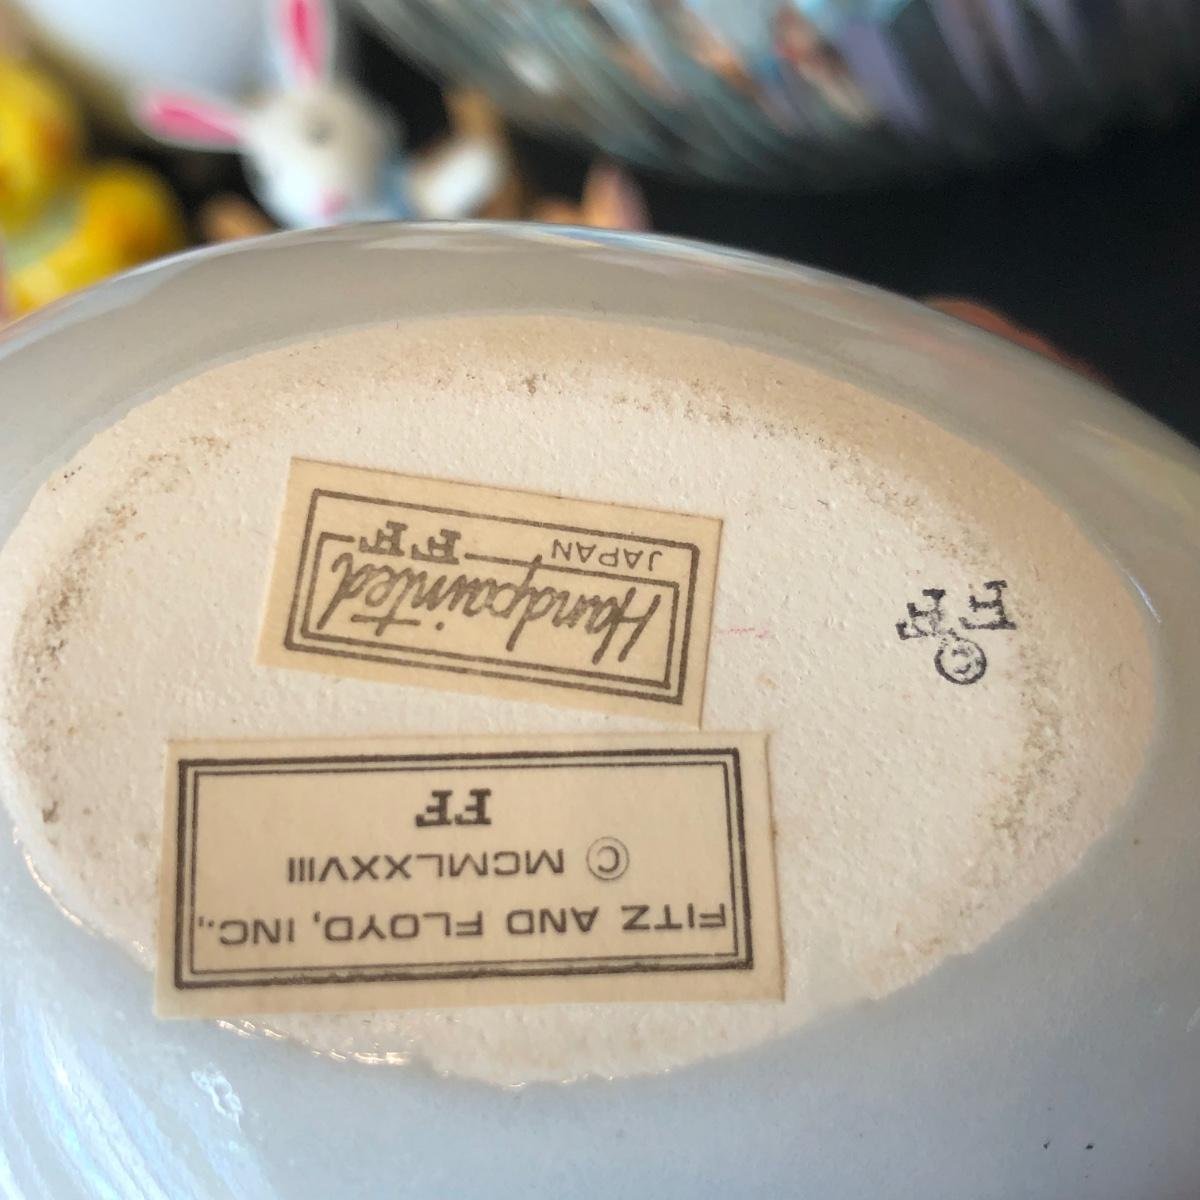 FITZ AND FLOYD, INC.,
© MCMLXXVIII
FF
Handpainted
JAPAN FF
© FF